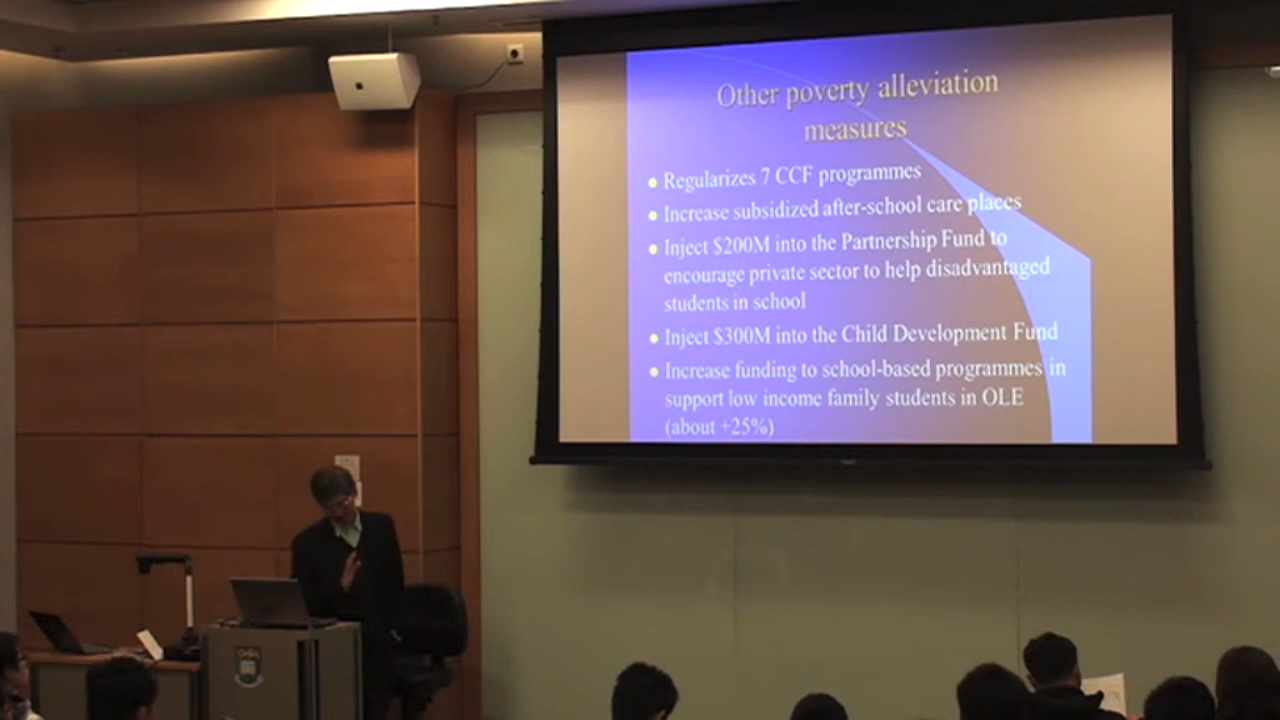 Other poverty alleviation
measures
Regularizes 7 CCF programmes
Increase subsidized after-school care places
Inject $200M into the Partnership Fund to
encourage private sector to help disadvantaged
students in school
Inject $300M into the Child Development Fund
Increase funding to school-based programmes in
support low income family students in OLE
(about +25%)